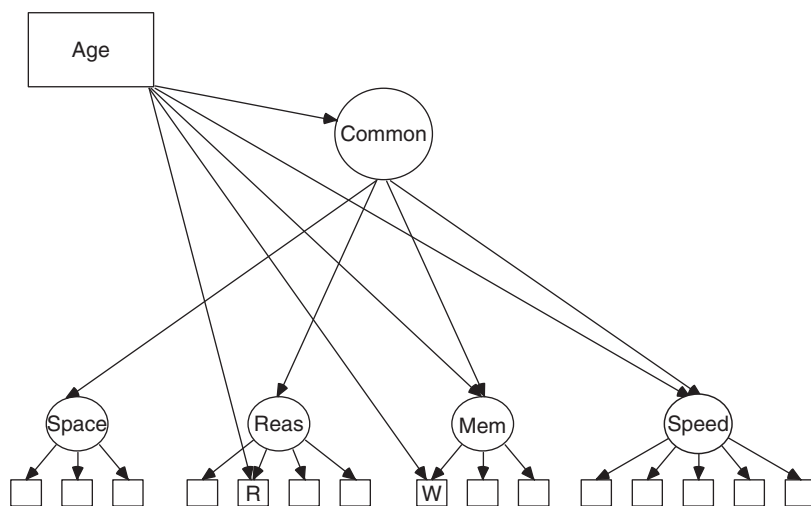 Age
Common
Space
Reas
Mem
Speed
R
W